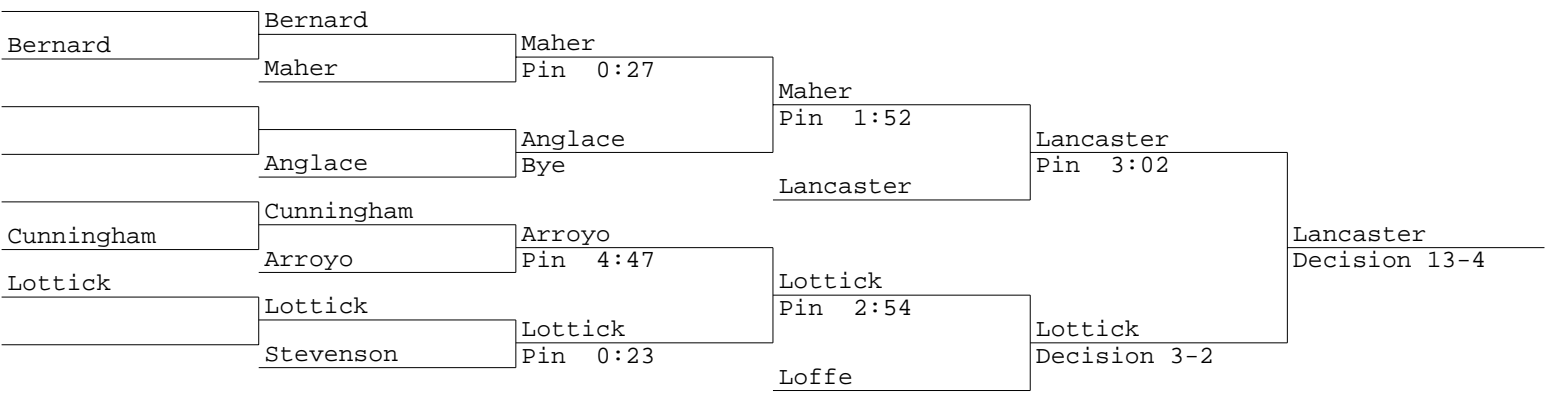 Bernard
Cunningham
Lottick
Bernard
Maher
Anglace
Cunningham
Arroyo
Lottick
Stevenson
Maher
Pin 0:27
Anglace
Bye
Arroyo
Pin 4:47
Lottick
Pin 0:23
Maher
Pin 1:52
Lancaster
Lottick
Pin 2:54
Loffe
Lancaster
Pin 3:02
Lottick
Decision 3-2
Lancaster
Decision 13-4